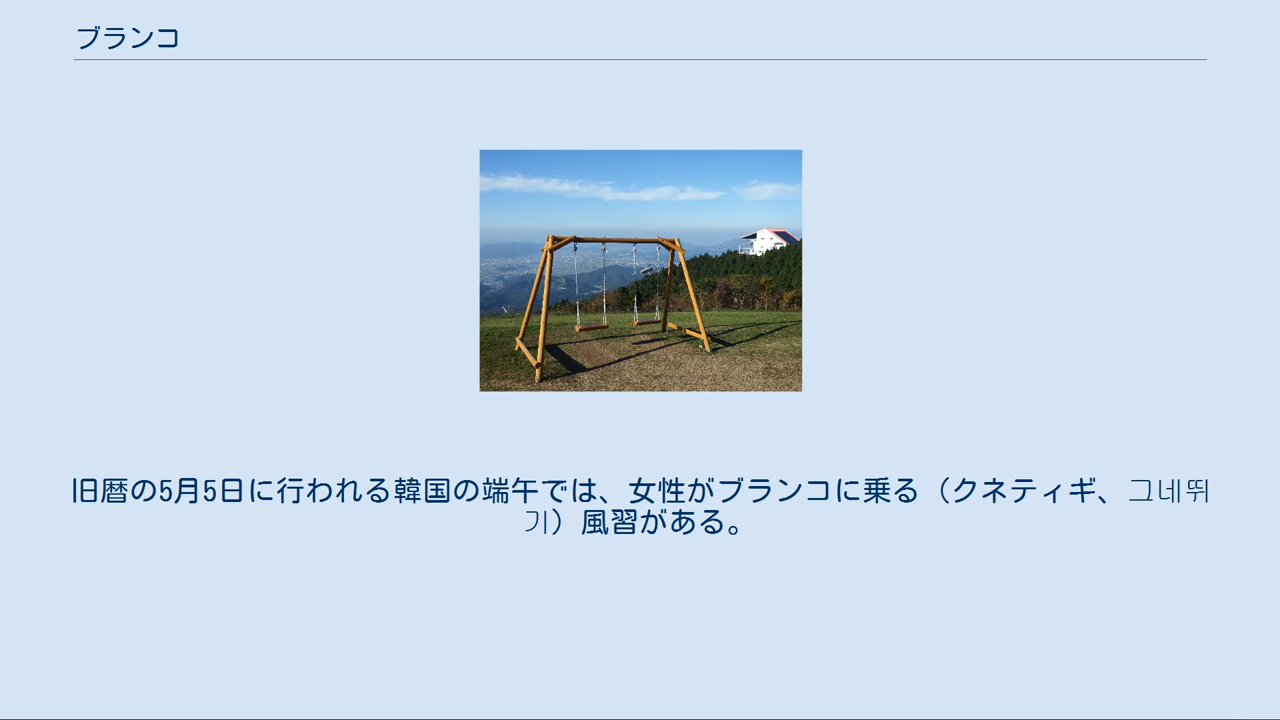 ブランコ
旧暦の5月5日に行われる韓国の端午では、女性がブランコに乗る（クネティギ、그네뛰
기）風習がある。